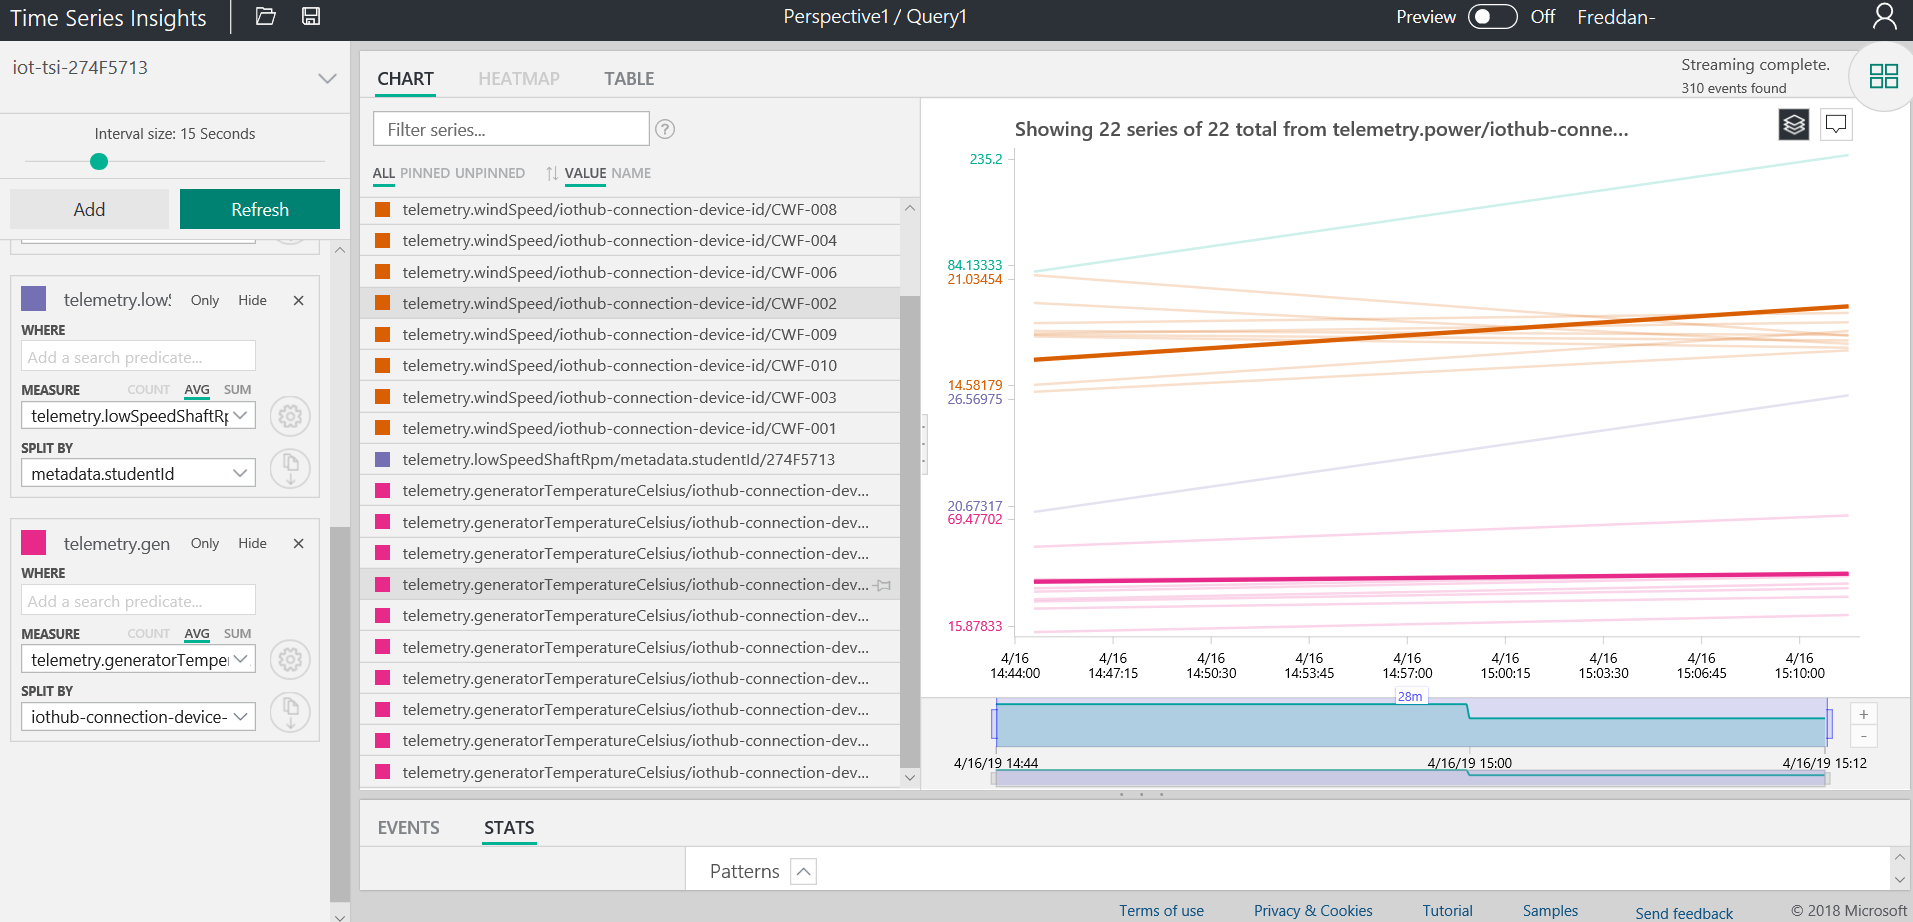 Time Series Insights
Perspective1 / Query1
Preview Off Freddan-
iot-tsi-274F5713
Interval size: 15 Seconds
Add Refresh
telemetry.low Only Hide ×
WHERE
Add a search predicate...
MEASURE COUNT AVG SUM
telemetry.lowSpeedShaftRp
SPLIT BY
metadata.studentId
telemetry.gen Only Hide ×
WHERE
Add a search predicate...
MEASURE COUNT AVG SUM
telemetry.generatorTempe
SPLIT BY
iothub-connection-device-
CHART HEATMAP TABLE
Streaming complete.
310 events found
Filter series... ?
ALL PINNED UNPINNED VALUE NAME
telemetry.windSpeed/iothub-connection-device-id/CWF-008
telemetry.windSpeed/iothub-connection-device-id/CWF-004
telemetry.windSpeed/iothub-connection-device-id/CWF-006
telemetry.windSpeed/iothub-connection-device-id/CWF-002
telemetry.windSpeed/iothub-connection-device-id/CWF-009
telemetry.windSpeed/iothub-connection-device-id/CWF-010
telemetry.windSpeed/iothub-connection-device-id/CWF-003
telemetry.windSpeed/iothub-connection-device-id/CWF-001
telemetry.lowSpeedShaftRpm/metadata.studentId/274F5713
telemetry.generatorTemperatureCelsius/iothub-connection-dev...
telemetry.generatorTemperatureCelsius/iothub-connection-dev...
telemetry.generatorTemperatureCelsius/iothub-connection-dev...
telemetry.generatorTemperatureCelsius/iothub-connection-dev...
telemetry.generatorTemperatureCelsius/iothub-connection-dev...
telemetry.generatorTemperatureCelsius/iothub-connection-dev...
telemetry.generatorTemperatureCelsius/iothub-connection-dev...
telemetry.generatorTemperatureCelsius/iothub-connection-dev...
telemetry.generatorTemperatureCelsius/iothub-connection-dev...
telemetry.generatorTemperatureCelsius/iothub-connection-dev...
Showing 22 series of 22 total from telemetry.power/iothub-conne...
235.2
84.13333
21.03454
14.58179
26.56975
20.67317
69.47702
15.87833
4/16 4/16 4/16 4/16 4/16 4/16 4/16 4/16 4/16
14:44:00 14:47:15 14:50:30 14:53:45 14:57:00 15:00:15 15:03:30 15:06:45 15:10:00
28m
+
-
4/16/19 14:44 4/16/19 15:00 4/16/19 15:12
EVENTS STATS
Patterns
Terms of use Privacy & Cookies Tutorial Samples Send feedback © 2018 Microsoft